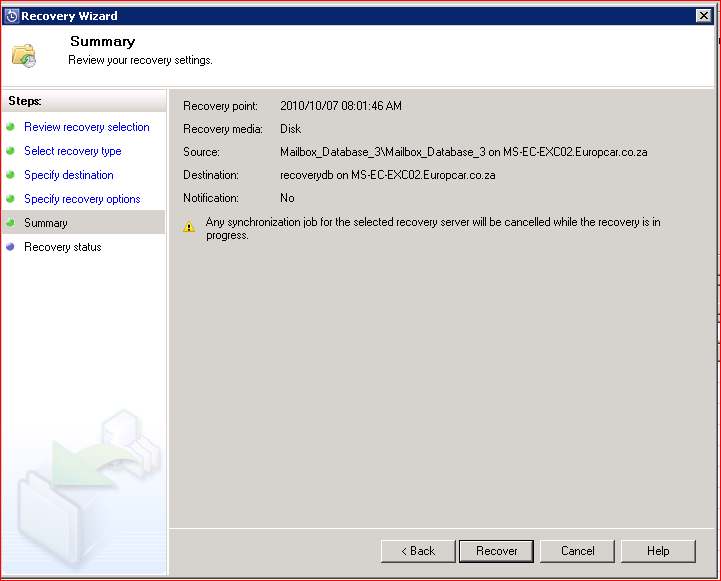 Recovery Wizard
Summary
Review your recovery settings.
Steps:
Review recovery selection
Select recovery type
Specify destination
Specify recovery options
Summary
Recovery status
Recovery point: 2010/10/07 08:01:46 AM
Recovery media: Disk
Source: Mailbox_Database_3\Mailbox_Database_3 on MS-EC-EXC02.Europcar.co.za
Destination: recoverydb on MS-EC-EXC02.Europcar.co.za
Notification: No
Any synchronization job for the selected recovery server will be cancelled while the recovery is in
progress.
< Back Recover Cancel Help